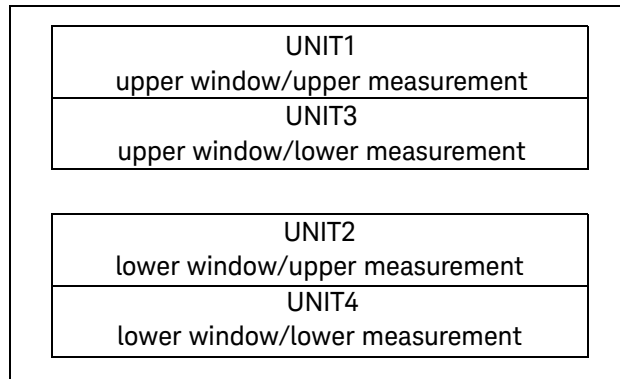 UNIT1
upper window/upper measurement
UNIT3
upper window/lower measurement
UNIT2
lower window/upper measurement
UNIT4
lower window/lower measurement